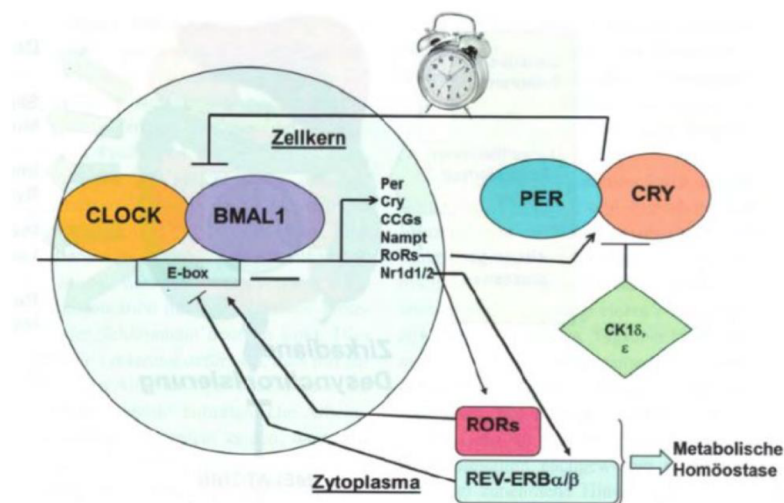 Zellkern
CLOCK
BMAL1
E-box
Per
Cry
CCGs
Nampt
RoRs
Nr1d1/2
PER
CRY
CK1δ,
ε
Zirkadiane
Desynchronisierung
RORs
REV-ERBα/β
Zytoplasma
Metabolische
Homöostase